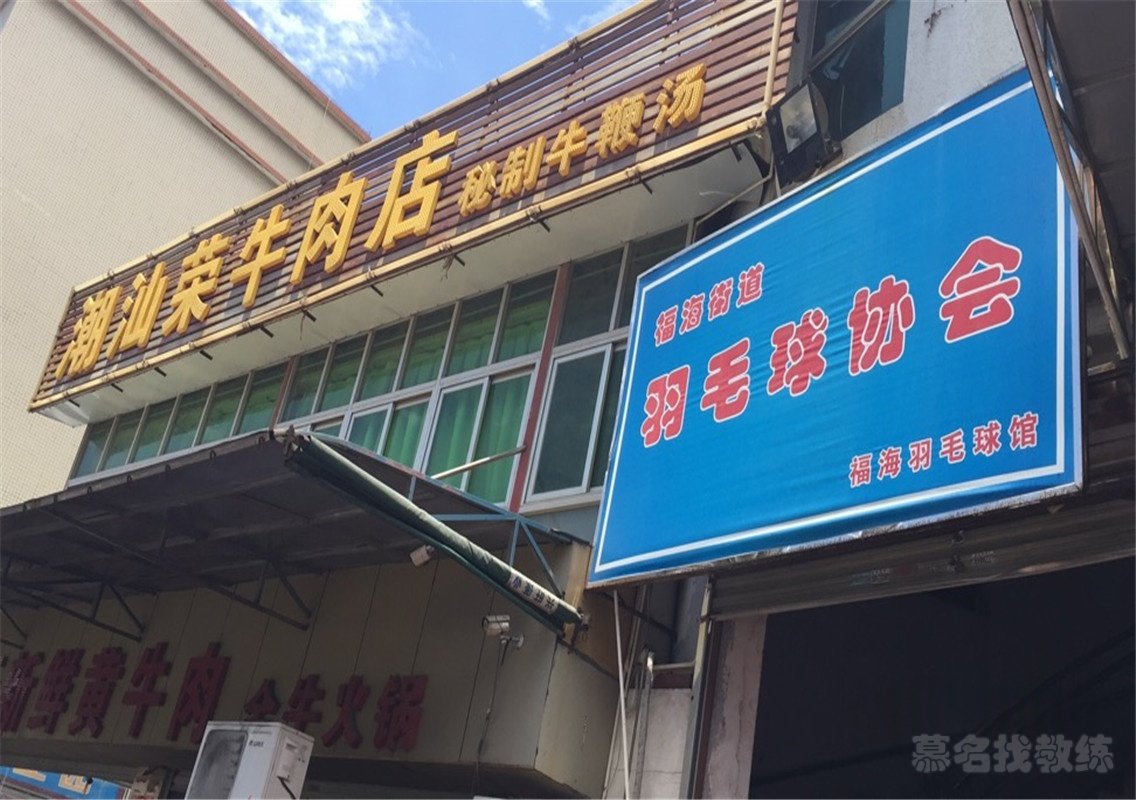 潮汕荣牛肉店 秘制牛鞭汤
福海街道
羽毛球协会
福海羽毛球馆
新鲜黄牛肉 全牛火锅
慕名找教练